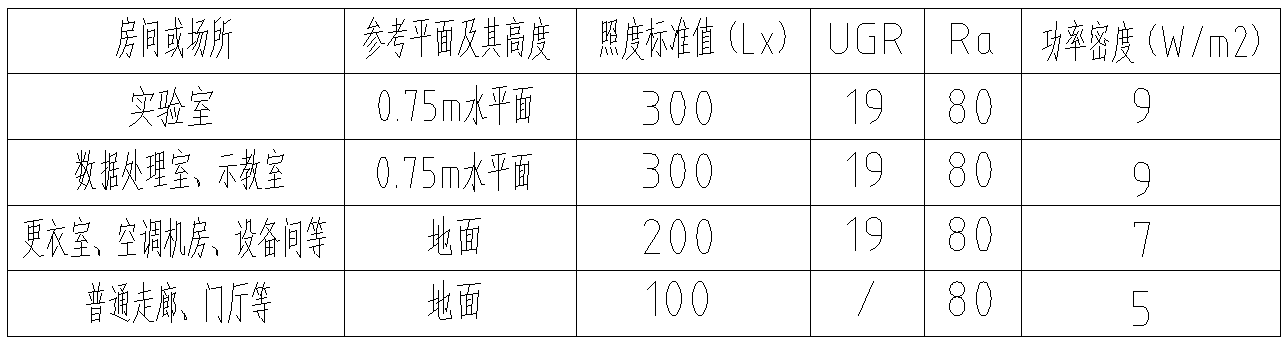 房间或场所 参考平面及其高度 照度标准值(Lx) UGR Ra 功率密度(W/m2)
实验室 0.75m水平面 300 19 80 9
数据处理室、示教室 0.75m水平面 300 19 80 9
更衣室、空调机房、设备间等 地面 200 19 80 7
普通走廊、门厅等 地面 100 / 80 5